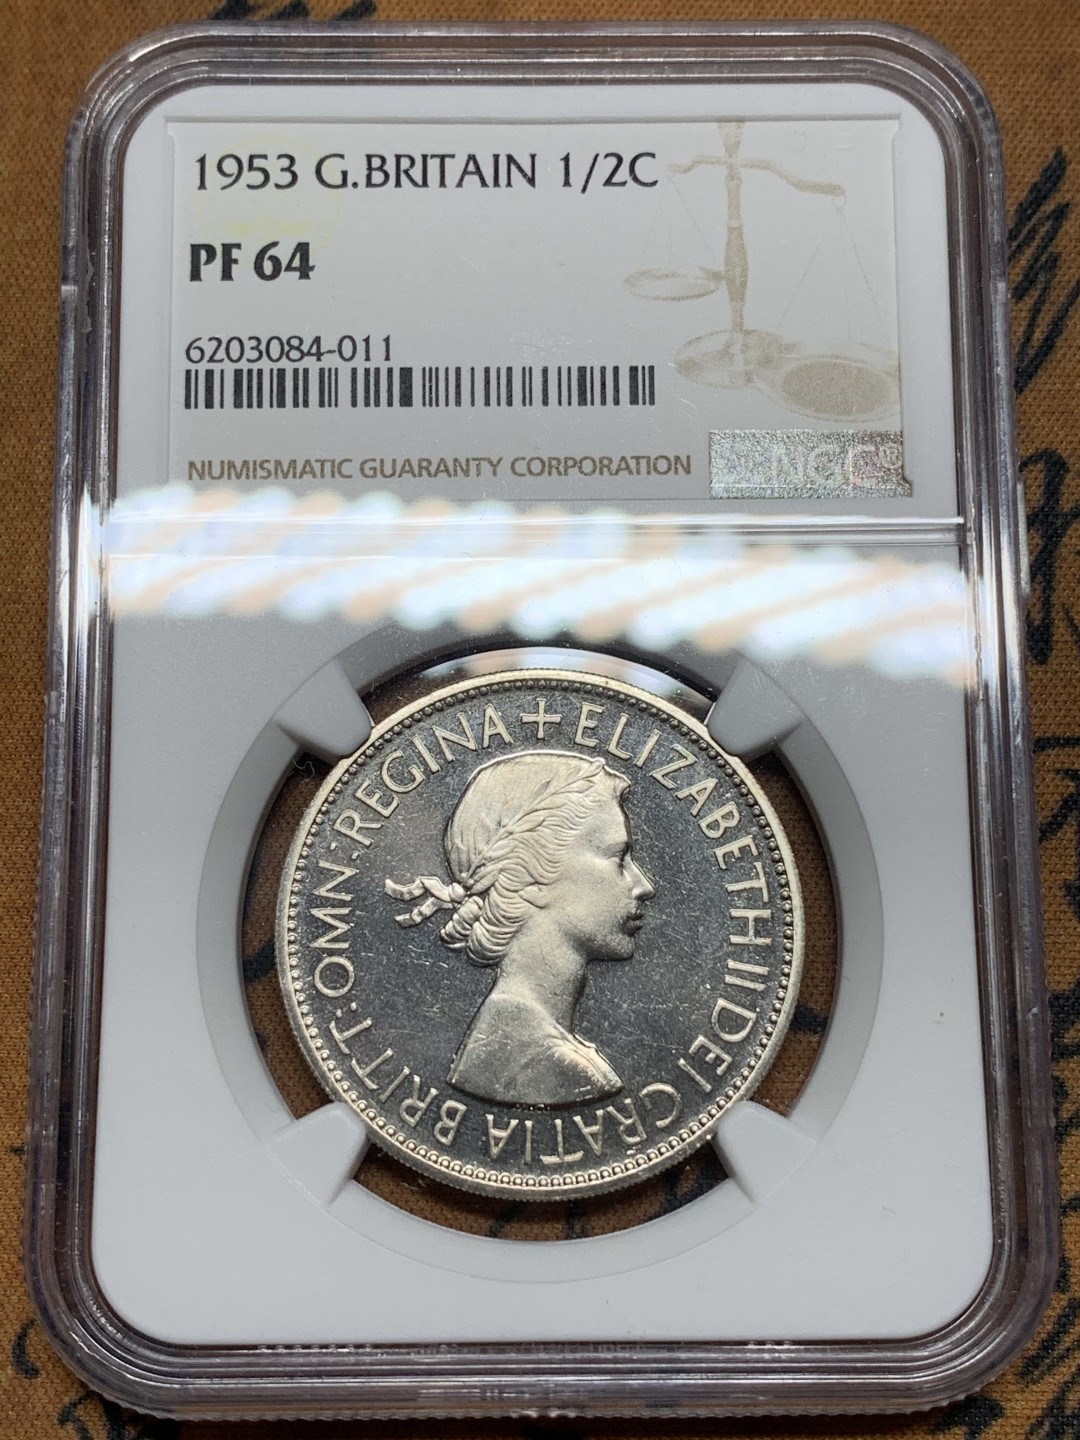 1953 G.BRITAIN 1/2C
PF 64
6203084-011
NUMISMATIC GUARANTY CORPORATION
NGC
+ ELIZABETH II DEI GRATIA BRITT:OMN:REGINA